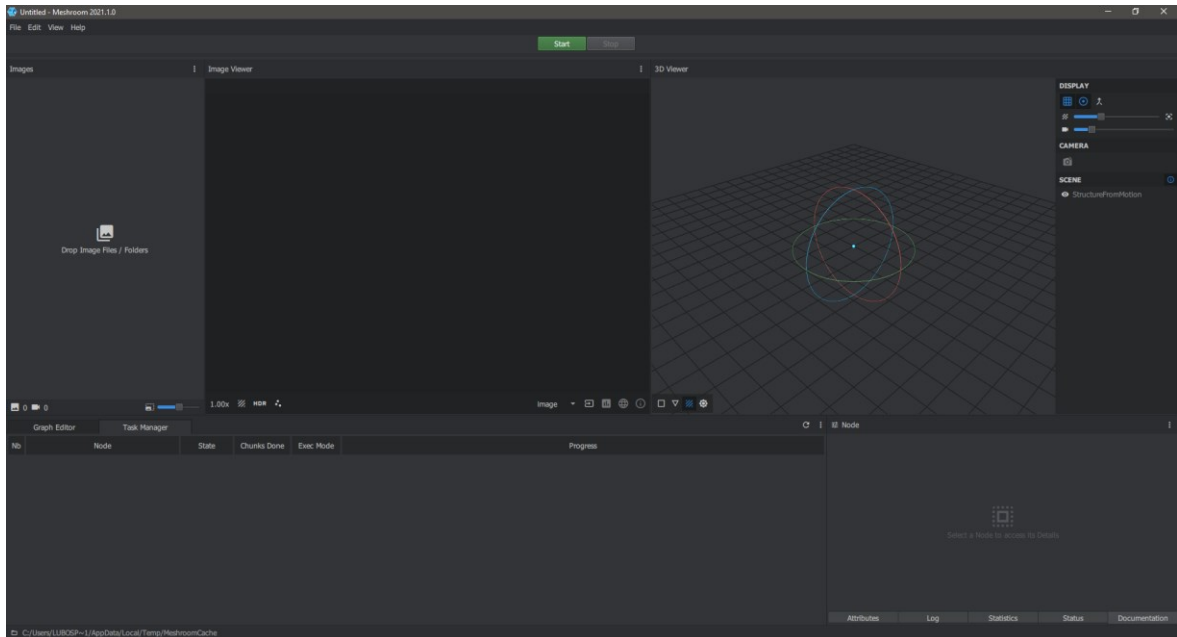 Untitled - Meshroom 2021.1.0
File Edit View Help
Start Stop
Images
Image Viewer
3D Viewer
DISPLAY
CAMERA
SCENE
StructureFromMotion
Drop Image Files / Folders
0 0
1.00x HDR
Image
Graph Editor Task Manager
Node
Nb Node State Chunks Done Exec Mode Progress
Select a Node to access its Details
Attributes Log Statistics Status Documentation
C:/Users/LUBOSP~1/AppData/Local/Temp/MeshroomCache